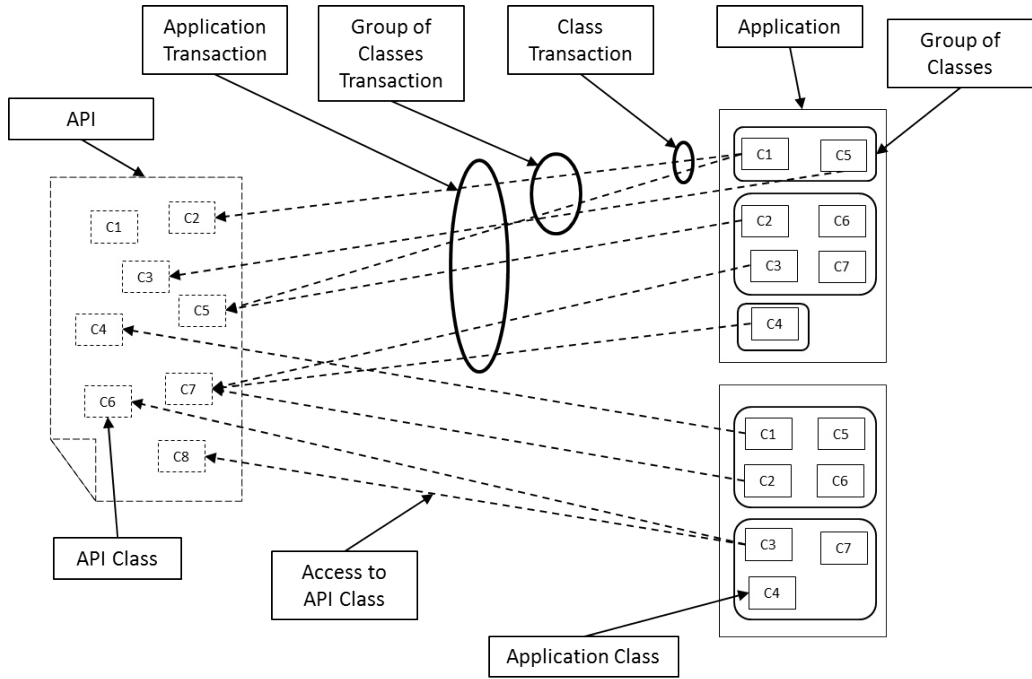 Application
Transaction
Group of
Classes
Transaction
Class
Transaction
Application
Group of
Classes
API
C1
C2
C3
C5
C4
C7
C6
C8
C1
C5
C2
C6
C3
C7
C4
C1
C5
C2
C6
C3
C7
C4
API Class
Access to
API Class
Application Class